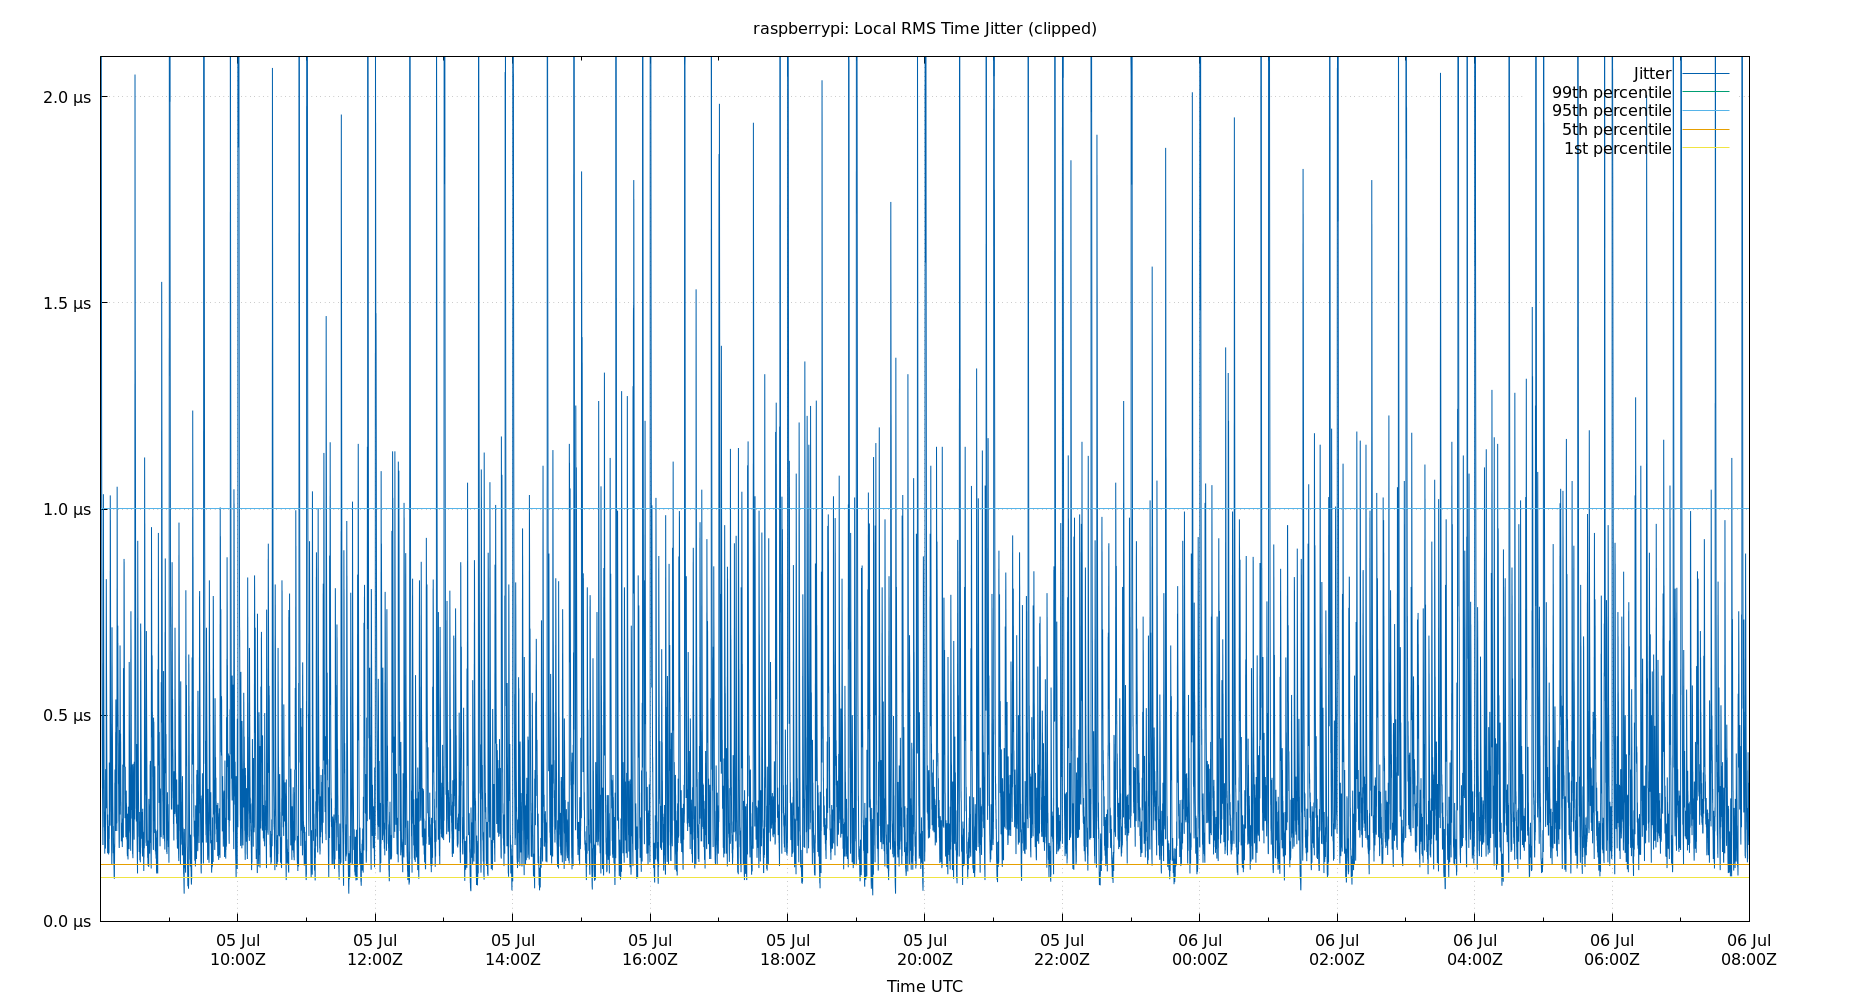 raspberrypi: Local RMS Time Jitter (clipped)
Jitter
99th percentile
95th percentile
5th percentile
1st percentile
2.0 µs
1.5 µs
1.0 µs
0.5 µs
0.0 µs
05 Jul 05 Jul 05 Jul 05 Jul 05 Jul 05 Jul 05 Jul 06 Jul 06 Jul 06 Jul 06 Jul 06 Jul
10:00Z 12:00Z 14:00Z 16:00Z 18:00Z 20:00Z 22:00Z 00:00Z 02:00Z 04:00Z 06:00Z 08:00Z
Time UTC